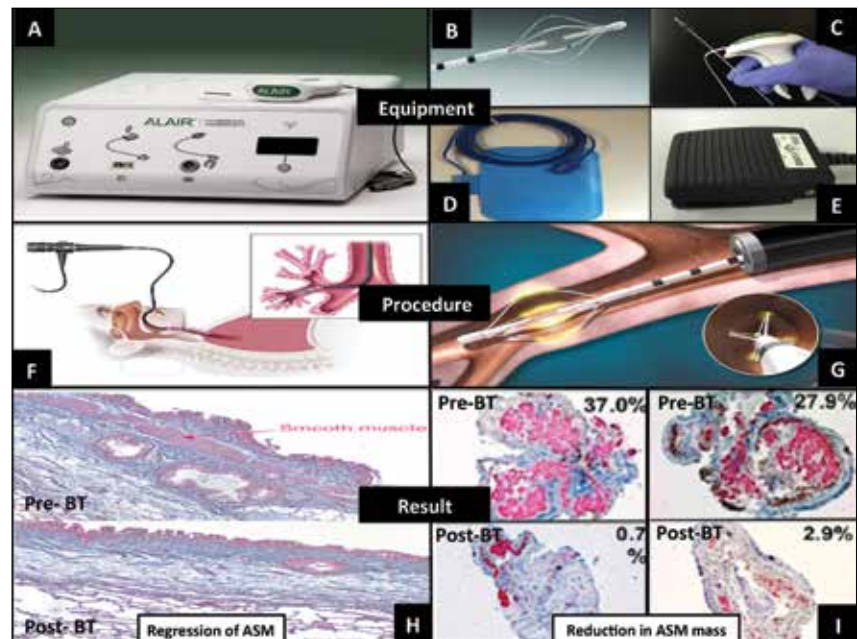 A
ALAIR
ALAIR
B
C
Equipment
D
E
F
Procedure
G
Smooth muscle
Pre- BT
Post- BT
Regression of ASM
H
Result
Pre-BT
37.0%
Pre-BT
27.9%
Post-BT
0.7
%
Post-BT
2.9%
Reduction in ASM mass
I